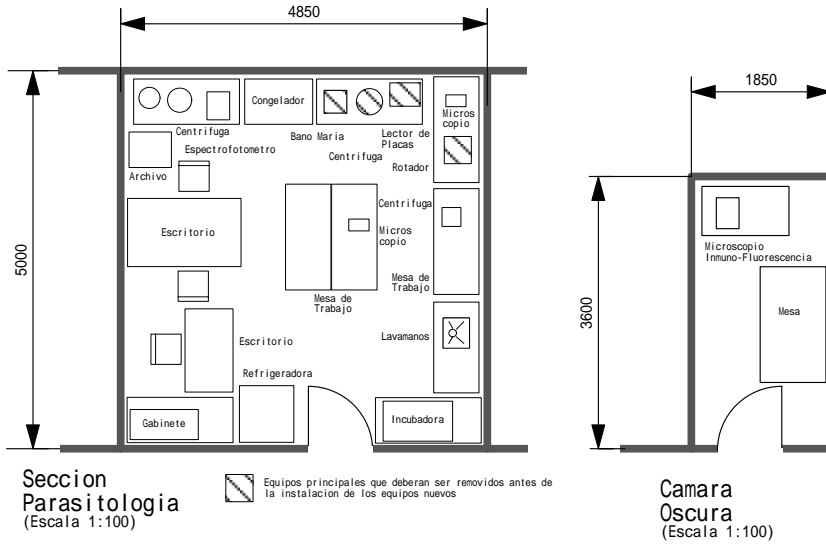 4850
5000
Centrifuga
Espectrofotometro
Congelador
Bano Maria
Centrifuga
Lector de
Placas
Micros
copio
Rotador
Archivo
Escritorio
Centrifuga
Micros
copio
Mesa de
Trabajo
Mesa de
Trabajo
Escritorio
Lavamanos
Refrigeradora
Gabinete
Incubadora
Seccion
Parasitologia
(Escala 1:100)
Equipos principales que deberan ser removidos antes de
la instalacion de los equipos nuevos
1850
3600
Microscopio
Inmuno-Fluorescencia
Mesa
Camara
Oscura
(Escala 1:100)